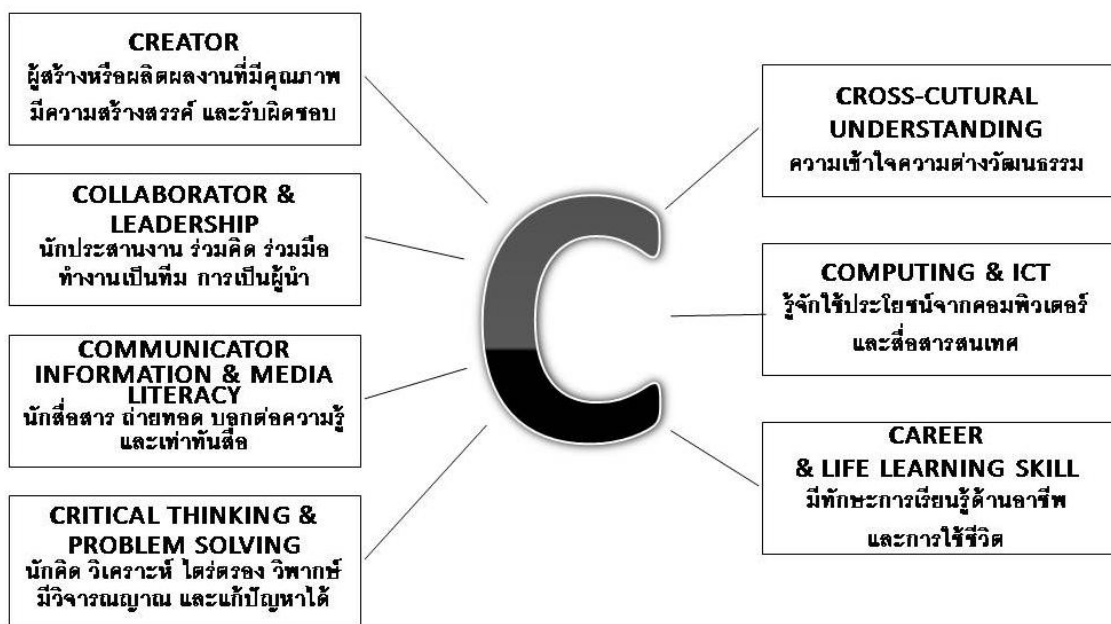 CREATOR
ผู้สร้างหรือผลิตผลงานที่มีคุณภาพ
มีความสร้างสรรค์ และรับผิดชอบ
COLLABORATOR &
LEADERSHIP
นักประสานงาน ร่วมคิด ร่วมมือ
ทำงานเป็นทีม การเป็นผู้นำ
COMMUNICATOR
INFORMATION & MEDIA
LITERACY
นักสื่อสาร ถ่ายทอด บอกต่อความรู้
และเท่าทันสื่อ
CRITICAL THINKING &
PROBLEM SOLVING
นักคิด วิเคราะห์ ไตร่ตรอง วิพากษ์
มีวิจารณญาณ และแก้ปัญหาได้
C
CROSS-CUTURAL
UNDERSTANDING
ความเข้าใจความต่างวัฒนธรรม
COMPUTING & ICT
รู้จักใช้ประโยชน์จากคอมพิวเตอร์
และสื่อสารสนเทศ
CAREER
& LIFE LEARNING SKILL
มีทักษะการเรียนรู้ด้านอาชีพ
และการใช้ชีวิต